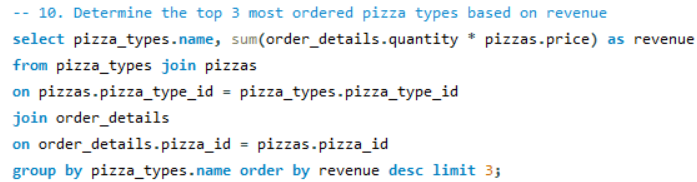 -- 10. Determine the top 3 most ordered pizza types based on revenue
select pizza_types.name, sum(order_details.quantity * pizzas.price) as revenue
from pizza_types join pizzas
on pizzas.pizza_type_id = pizza_types.pizza_type_id
join order_details
on order_details.pizza_id = pizzas.pizza_id
group by pizza_types.name order by revenue desc limit 3;